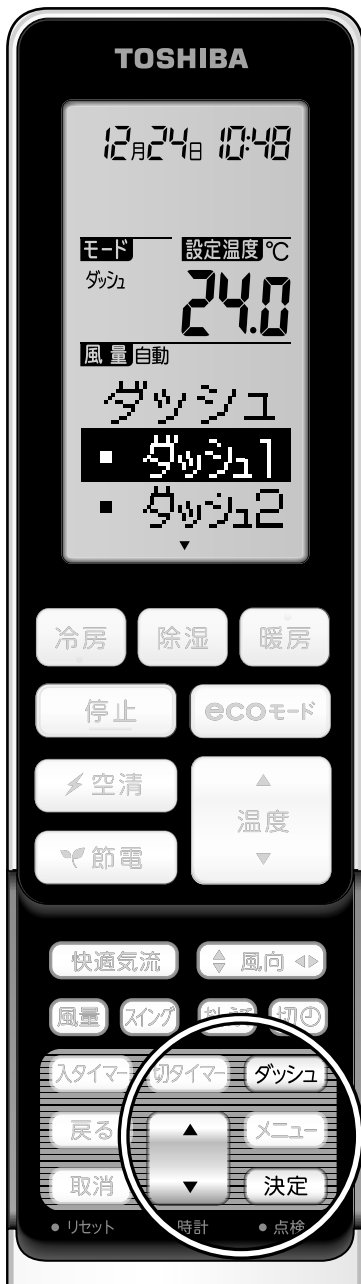 TOSHIBA
12月24日 10:48
モード 設定温度 ℃
ダッシュ 24.0
風量 自動
ダッシュ
■ ダッシュ1
■ ダッシュ2
▼
冷房 除湿 暖房
停止 ecoモード
空清 ▲
温度
節電 ▼
快適気流 風向
風量 スイング 切
入タイマー 切タイマー ダッシュ
戻る ▲ メニュー
取消 ▼ 決定
● リセット 時計 ● 点検